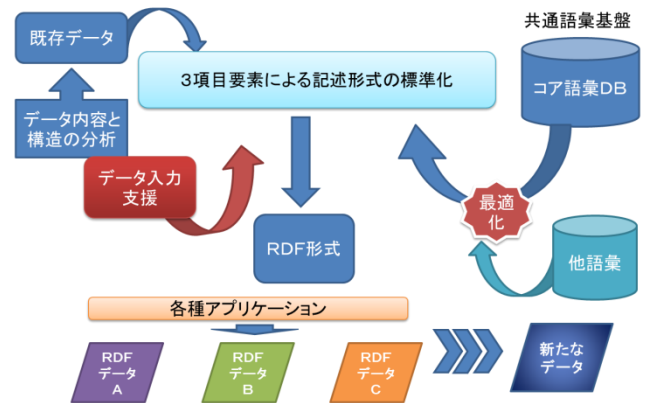 共通語彙基盤
既存データ
3項目要素による記述形式の標準化
コア語彙DB
データ内容と
構造の分析
データ入力
支援
最適
化
RDF形式
他語彙
各種アプリケーション
RDF
データ
A
RDF
データ
B
RDF
データ
C
新たな
データ